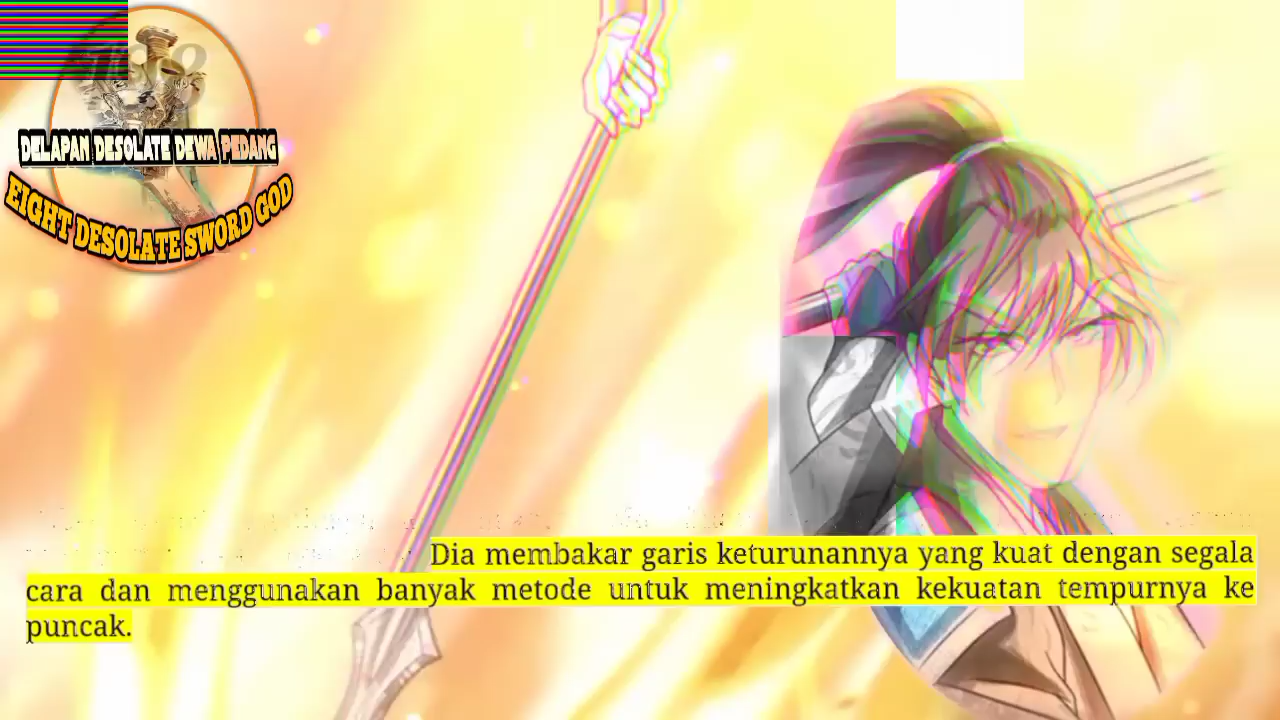 DELAPAN DESOLATE DEWA PEDANG
EIGHT DESOLATE SWORD GOD
Dia membakar garis keturunannya yang kuat dengan segala
cara dan menggunakan banyak metode untuk meningkatkan kekuatan tempurnya ke
puncak.